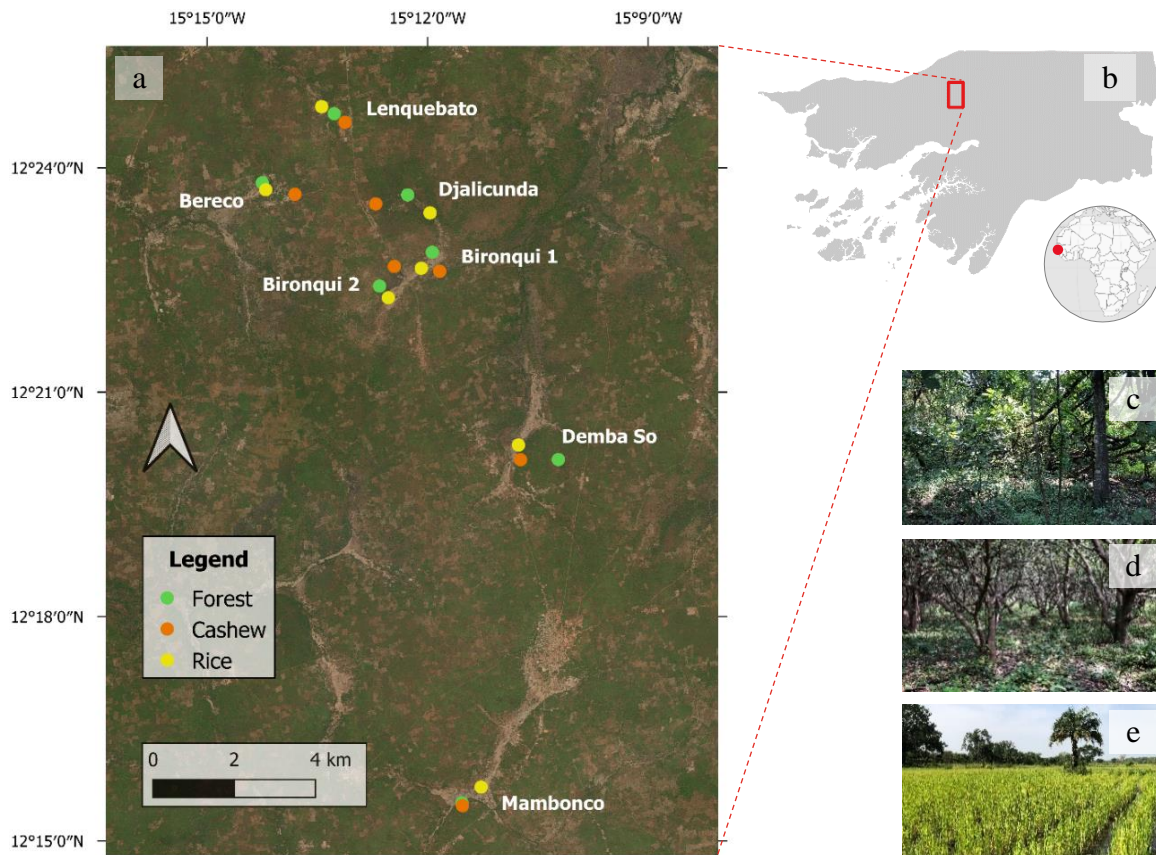 15°15′0″W 15°12′0″W 15°9′0″W
a
b
Lenquebato
12°24′0″N
Djalicunda
Bereco
Bironqui 1
Bironqui 2
12°21′0″N
c
Demba So
Legend
d
Forest
12°18′0″N
Cashew
Rice
e
0 2 4 km
Mambonco
12°15′0″N